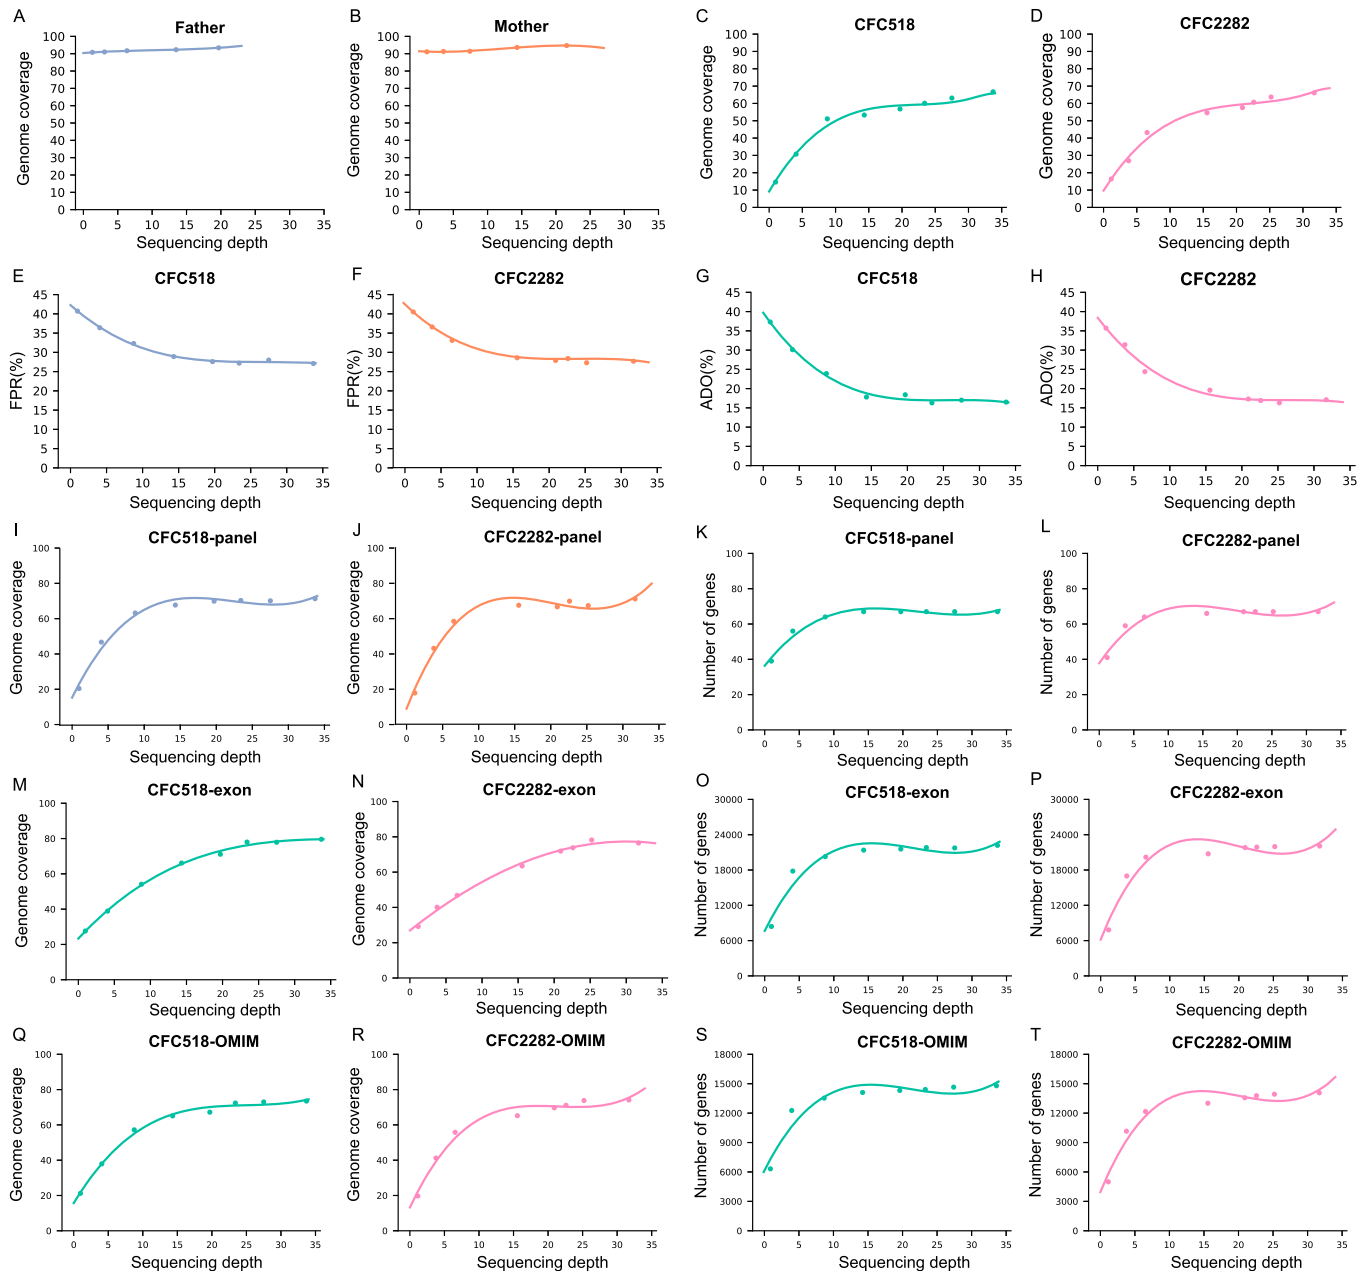 A
Father
Genome coverage
100
90
80
70
60
50
40
30
20
10
0
0 5 10 15 20 25 30 35
Sequencing depth
B
Mother
Genome coverage
100
90
80
70
60
50
40
30
20
10
0
0 5 10 15 20 25 30 35
Sequencing depth
C
CFC518
Genome coverage
100
90
80
70
60
50
40
30
20
10
0
0 5 10 15 20 25 30 35
Sequencing depth
D
CFC2282
Genome coverage
100
90
80
70
60
50
40
30
20
10
0
0 5 10 15 20 25 30 35
Sequencing depth
E
CFC518
FPR(%)
45
40
35
30
25
20
15
10
5
0
0 5 10 15 20 25 30 35
Sequencing depth
F
CFC2282
FPR(%)
45
40
35
30
25
20
15
10
5
0
0 5 10 15 20 25 30 35
Sequencing depth
G
CFC518
ADO(%)
45
40
35
30
25
20
15
10
5
0
0 5 10 15 20 25 30 35
Sequencing depth
H
CFC2282
ADO(%)
45
40
35
30
25
20
15
10
5
0
0 5 10 15 20 25 30 35
Sequencing depth
I
CFC518-panel
Genome coverage
100
80
60
40
20
0
0 5 10 15 20 25 30 35
Sequencing depth
J
CFC2282-panel
Genome coverage
100
80
60
40
20
0
0 5 10 15 20 25 30 35
Sequencing depth
K
CFC518-panel
Number of genes
100
80
60
40
20
0
0 5 10 15 20 25 30 35
Sequencing depth
L
CFC2282-panel
Number of genes
100
80
60
40
20
0
0 5 10 15 20 25 30 35
Sequencing depth
M
CFC518-exon
Genome coverage
100
80
60
40
20
0
0 5 10 15 20 25 30 35
Sequencing depth
N
CFC2282-exon
Genome coverage
100
80
60
40
20
0
0 5 10 15 20 25 30 35
Sequencing depth
O
CFC518-exon
Number of genes
30000
24000
18000
12000
6000
0
0 5 10 15 20 25 30 35
Sequencing depth
P
CFC2282-exon
Number of genes
30000
24000
18000
12000
6000
0
0 5 10 15 20 25 30 35
Sequencing depth
Q
CFC518-OMIM
Genome coverage
100
80
60
40
20
0
0 5 10 15 20 25 30 35
Sequencing depth
R
CFC2282-OMIM
Genome coverage
100
80
60
40
20
0
0 5 10 15 20 25 30 35
Sequencing depth
S
CFC518-OMIM
Number of genes
18000
15000
12000
9000
6000
3000
0
0 5 10 15 20 25 30 35
Sequencing depth
T
CFC2282-OMIM
Number of genes
18000
15000
12000
9000
6000
3000
0
0 5 10 15 20 25 30 35
Sequencing depth